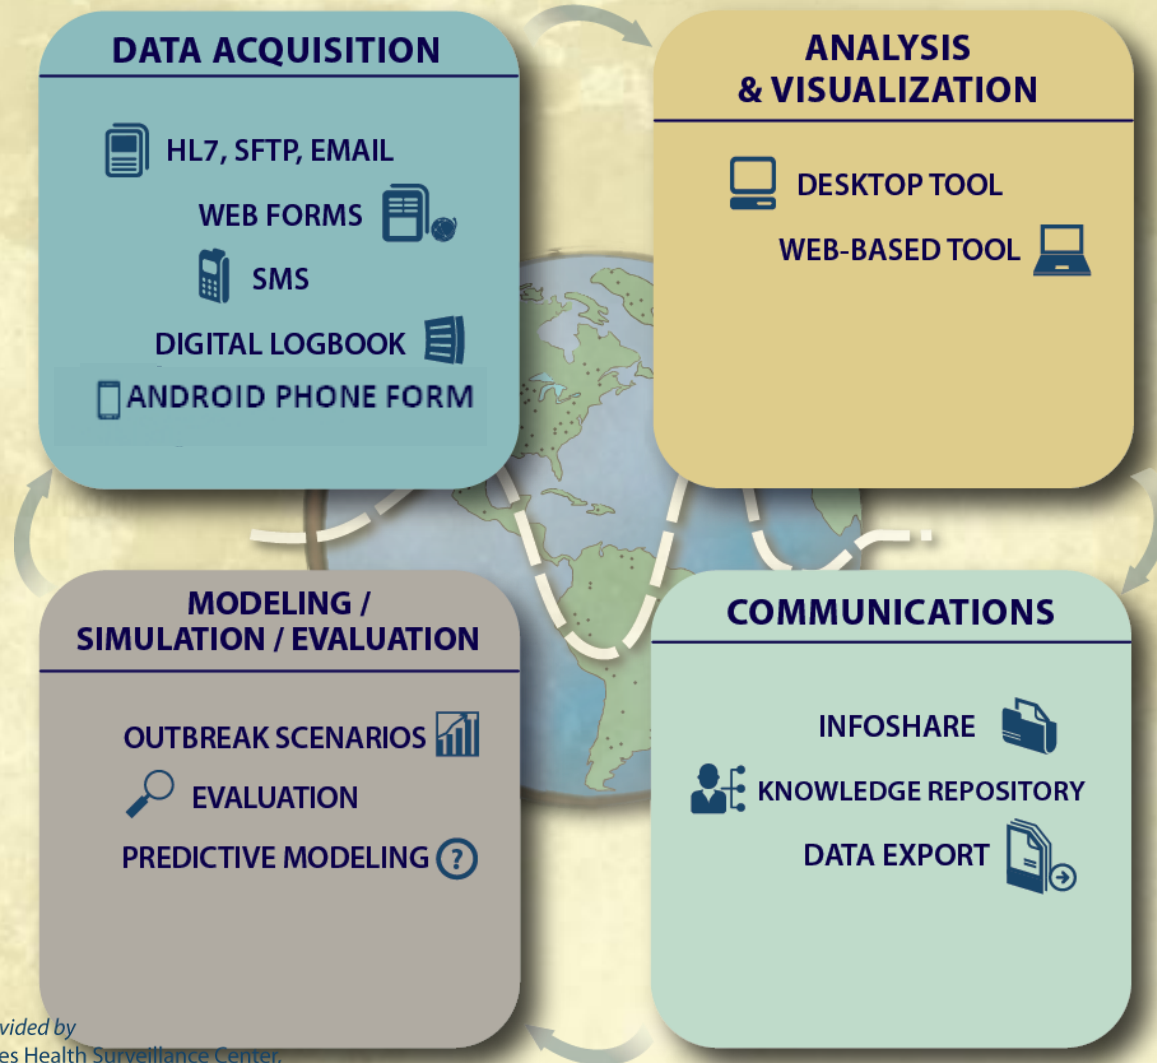 DATA ACQUISITION
HL7, SFTP, EMAIL
WEB FORMS
SMS
DIGITAL LOGBOOK
ANDROID PHONE FORM
ANALYSIS
& VISUALIZATION
DESKTOP TOOL
WEB-BASED TOOL
MODELING /
SIMULATION / EVALUATION
OUTBREAK SCENARIOS
EVALUATION
PREDICTIVE MODELING
?
COMMUNICATIONS
INFOSHARE
KNOWLEDGE REPOSITORY
DATA EXPORT
by
Health Surveillance Center,